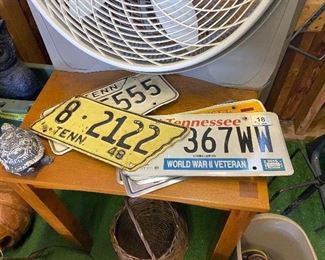 TENN
555
8-2122
TENN 48
Tennessee
18
367WW
WORLD WAR II VETERAN